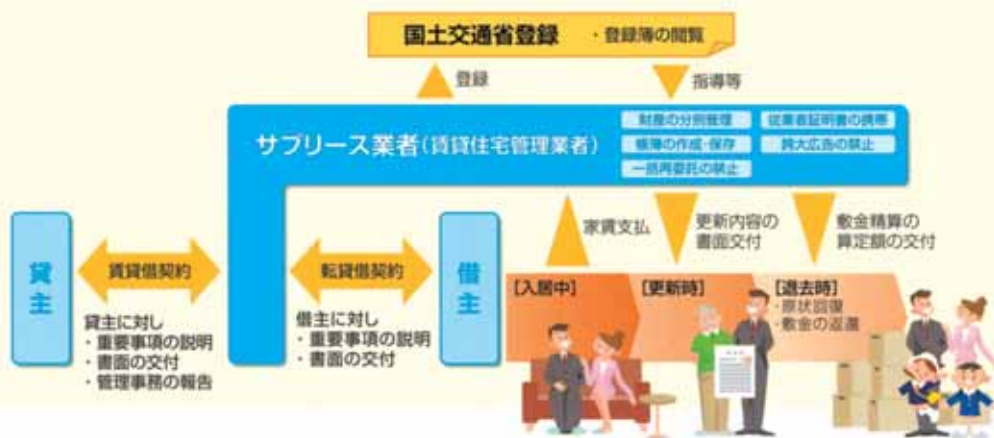 国土交通省登録 ・登録簿の閲覧
登録
指導等
サブリース業者(賃貸住宅管理業者)
財産の分別管理
従業者証明書の携帯
帳簿の作成・保存
誇大広告の禁止
一括再委託の禁止
貸主
賃貸借契約
転貸借契約
借主
貸主に対し
・重要事項の説明
・書面の交付
・管理事務の報告
借主に対し
・重要事項の説明
・書面の交付
家賃支払
更新内容の
書面交付
敷金精算の
算定額の交付
[入居中]
[更新時]
[退去時]
・原状回復
・敷金の返還